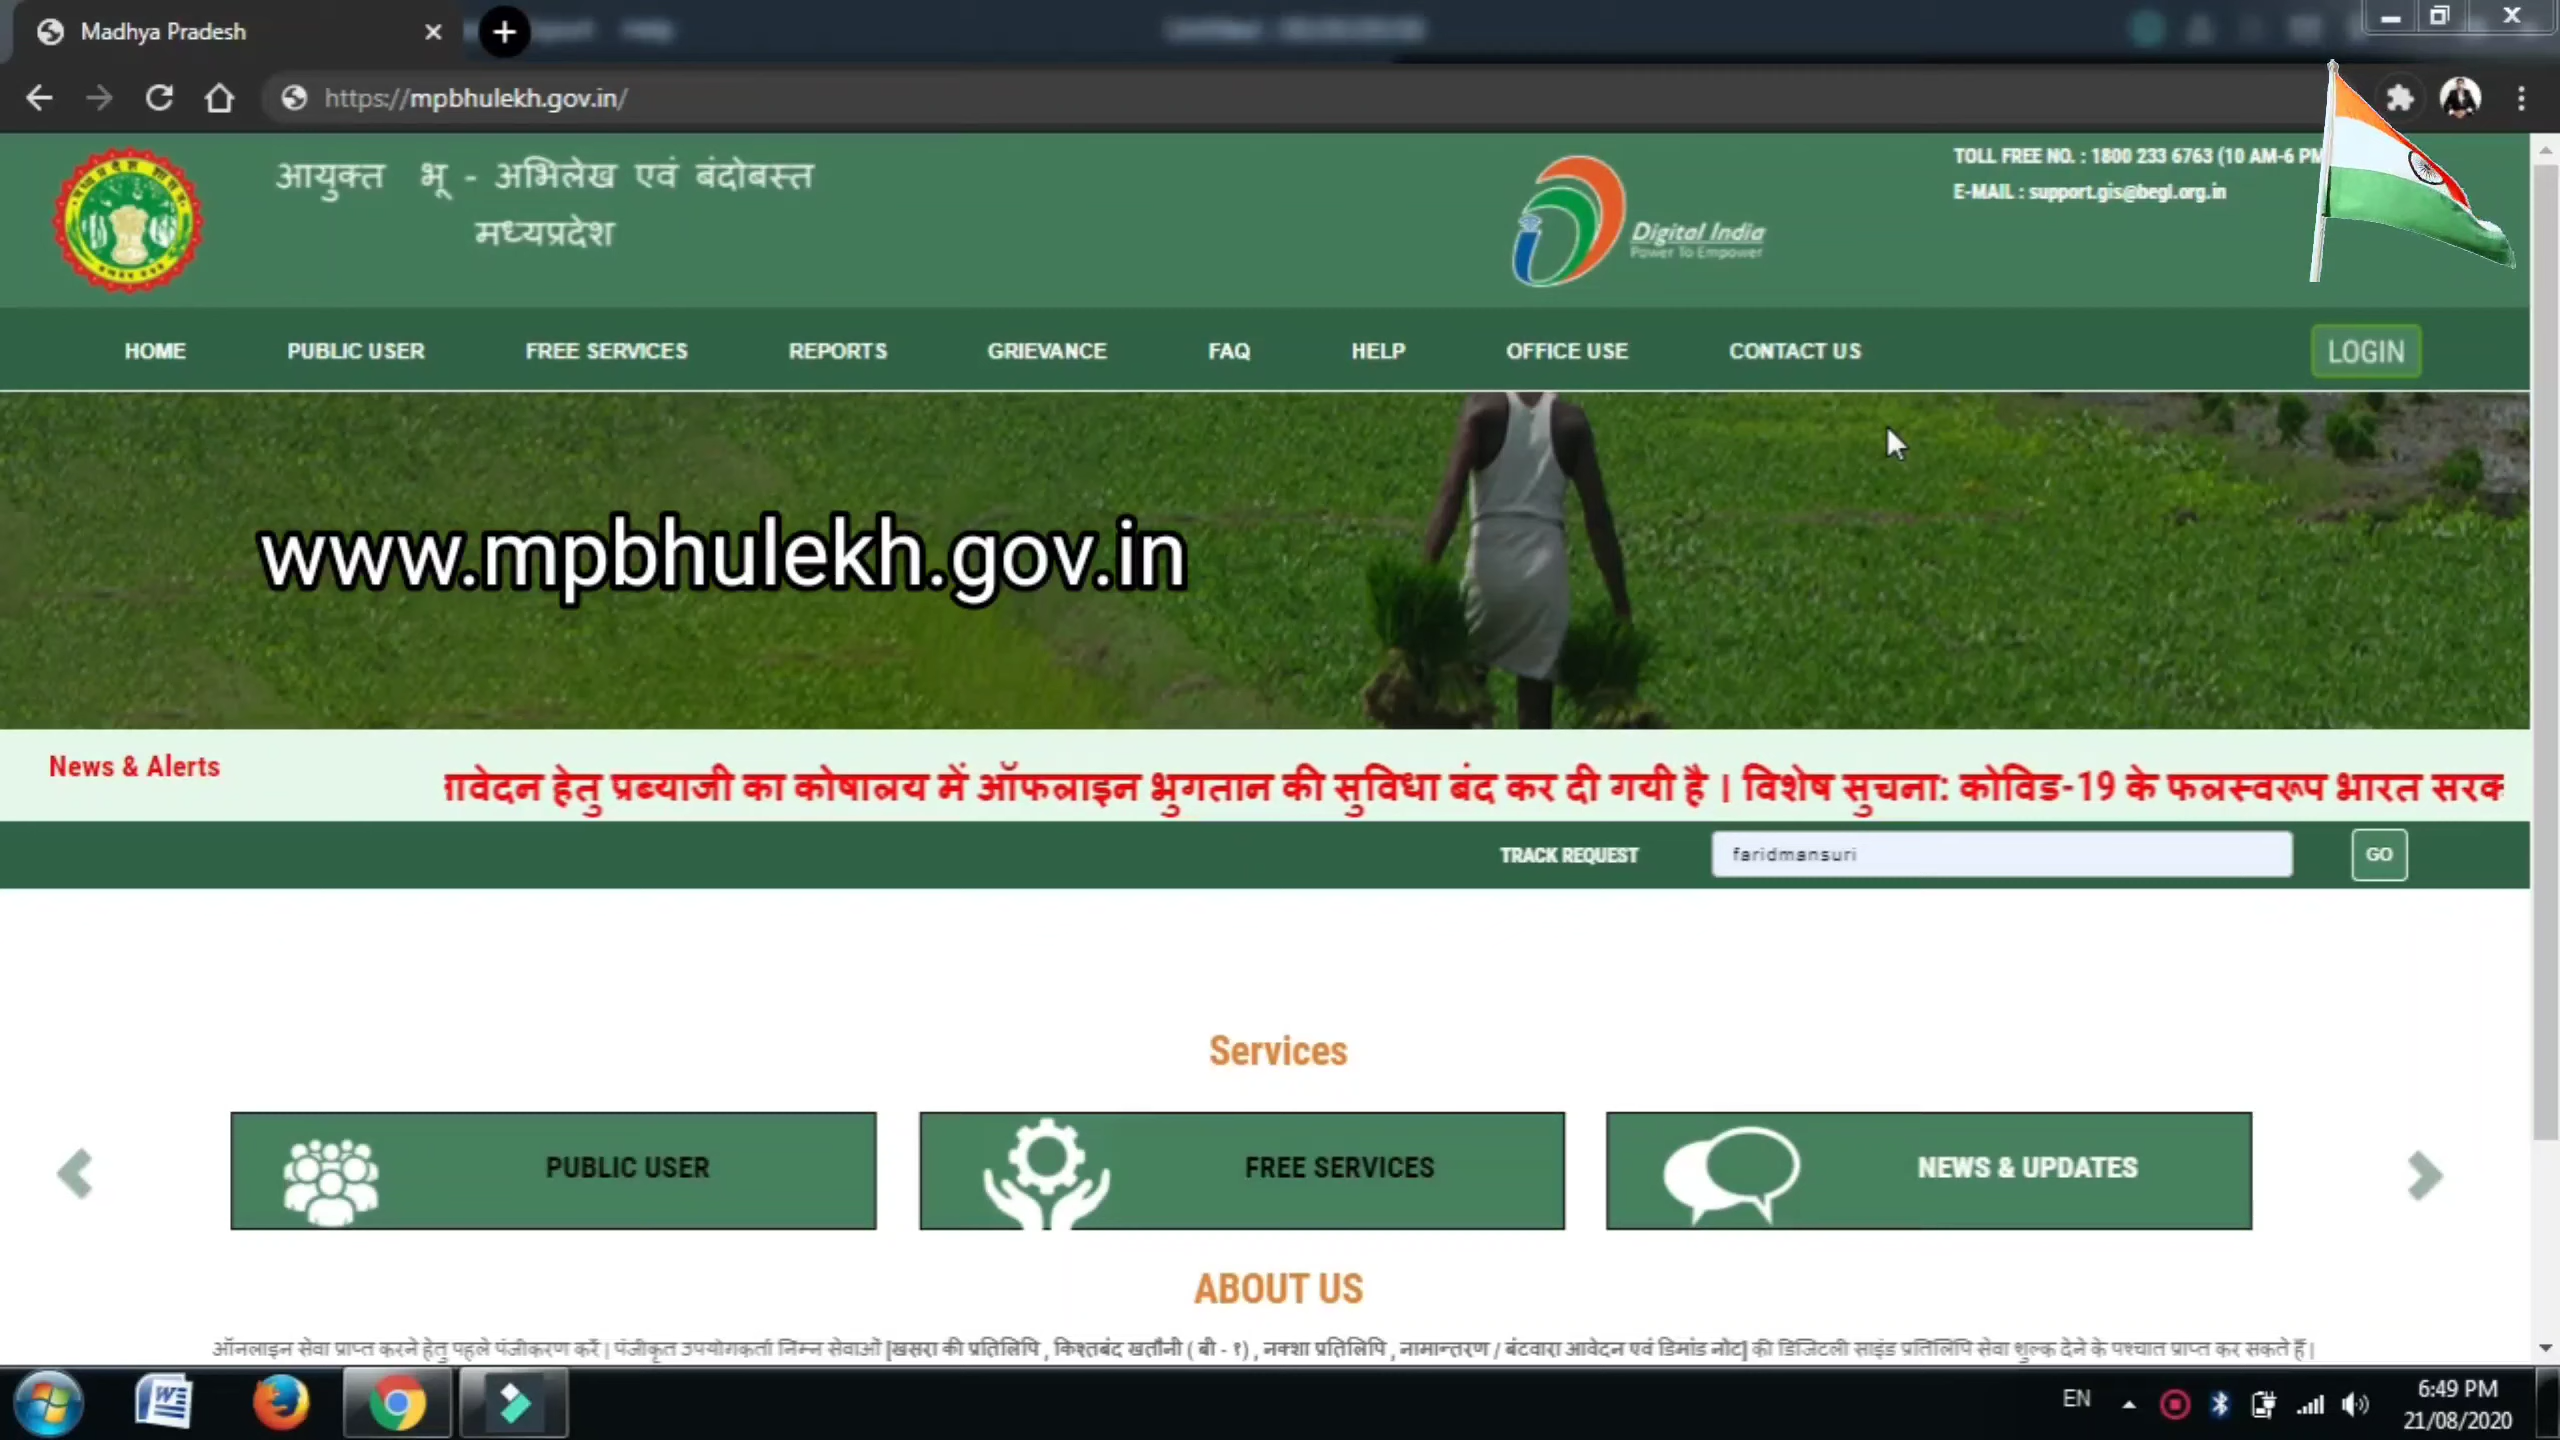 Madhya Pradesh
https://mpbhulekh.gov.in/
आयुक्त भू - अभिलेख एवं बंदोबस्त
मध्यप्रदेश
Digital India
Power To Empower
TOLL FREE NO. : 1800 233 6763 (10 AM-6 PM
E-MAIL : support.gis@begl.org.in
HOME PUBLIC USER FREE SERVICES REPORTS GRIEVANCE FAQ HELP OFFICE USE CONTACT US LOGIN
www.mpbhulekh.gov.in
News & Alerts
हेतु प्रब्याजी का कोषालय में ऑफलाइन भुगतान की सुविधा बंद कर दी गयी है | विशेष सुचना: कोविड-19 के फलस्वरूप भारत
TRACK REQUEST faridmansuri GO
Services
PUBLIC USER FREE SERVICES NEWS & UPDATES
ABOUT US
ऑनलाइन सेवा प्राप्त करने हेतु पहले पंजीकरण करें | पंजीकृत उपयोगकर्ता निम्न सेवाओं [खसरा की प्रतिलिपि , किश्तबंद खतौनी ( बी - १) , नक्शा प्रतिलिपि , नामान्तरण / बंटवारा आवेदन एवं डिमांड नोट] की डिजिटली साइंड प्रतिलिपि सेवा शुल्क देने के पश्चात प्राप्त कर सकते हैं |
EN
6:49 PM
21/08/2020